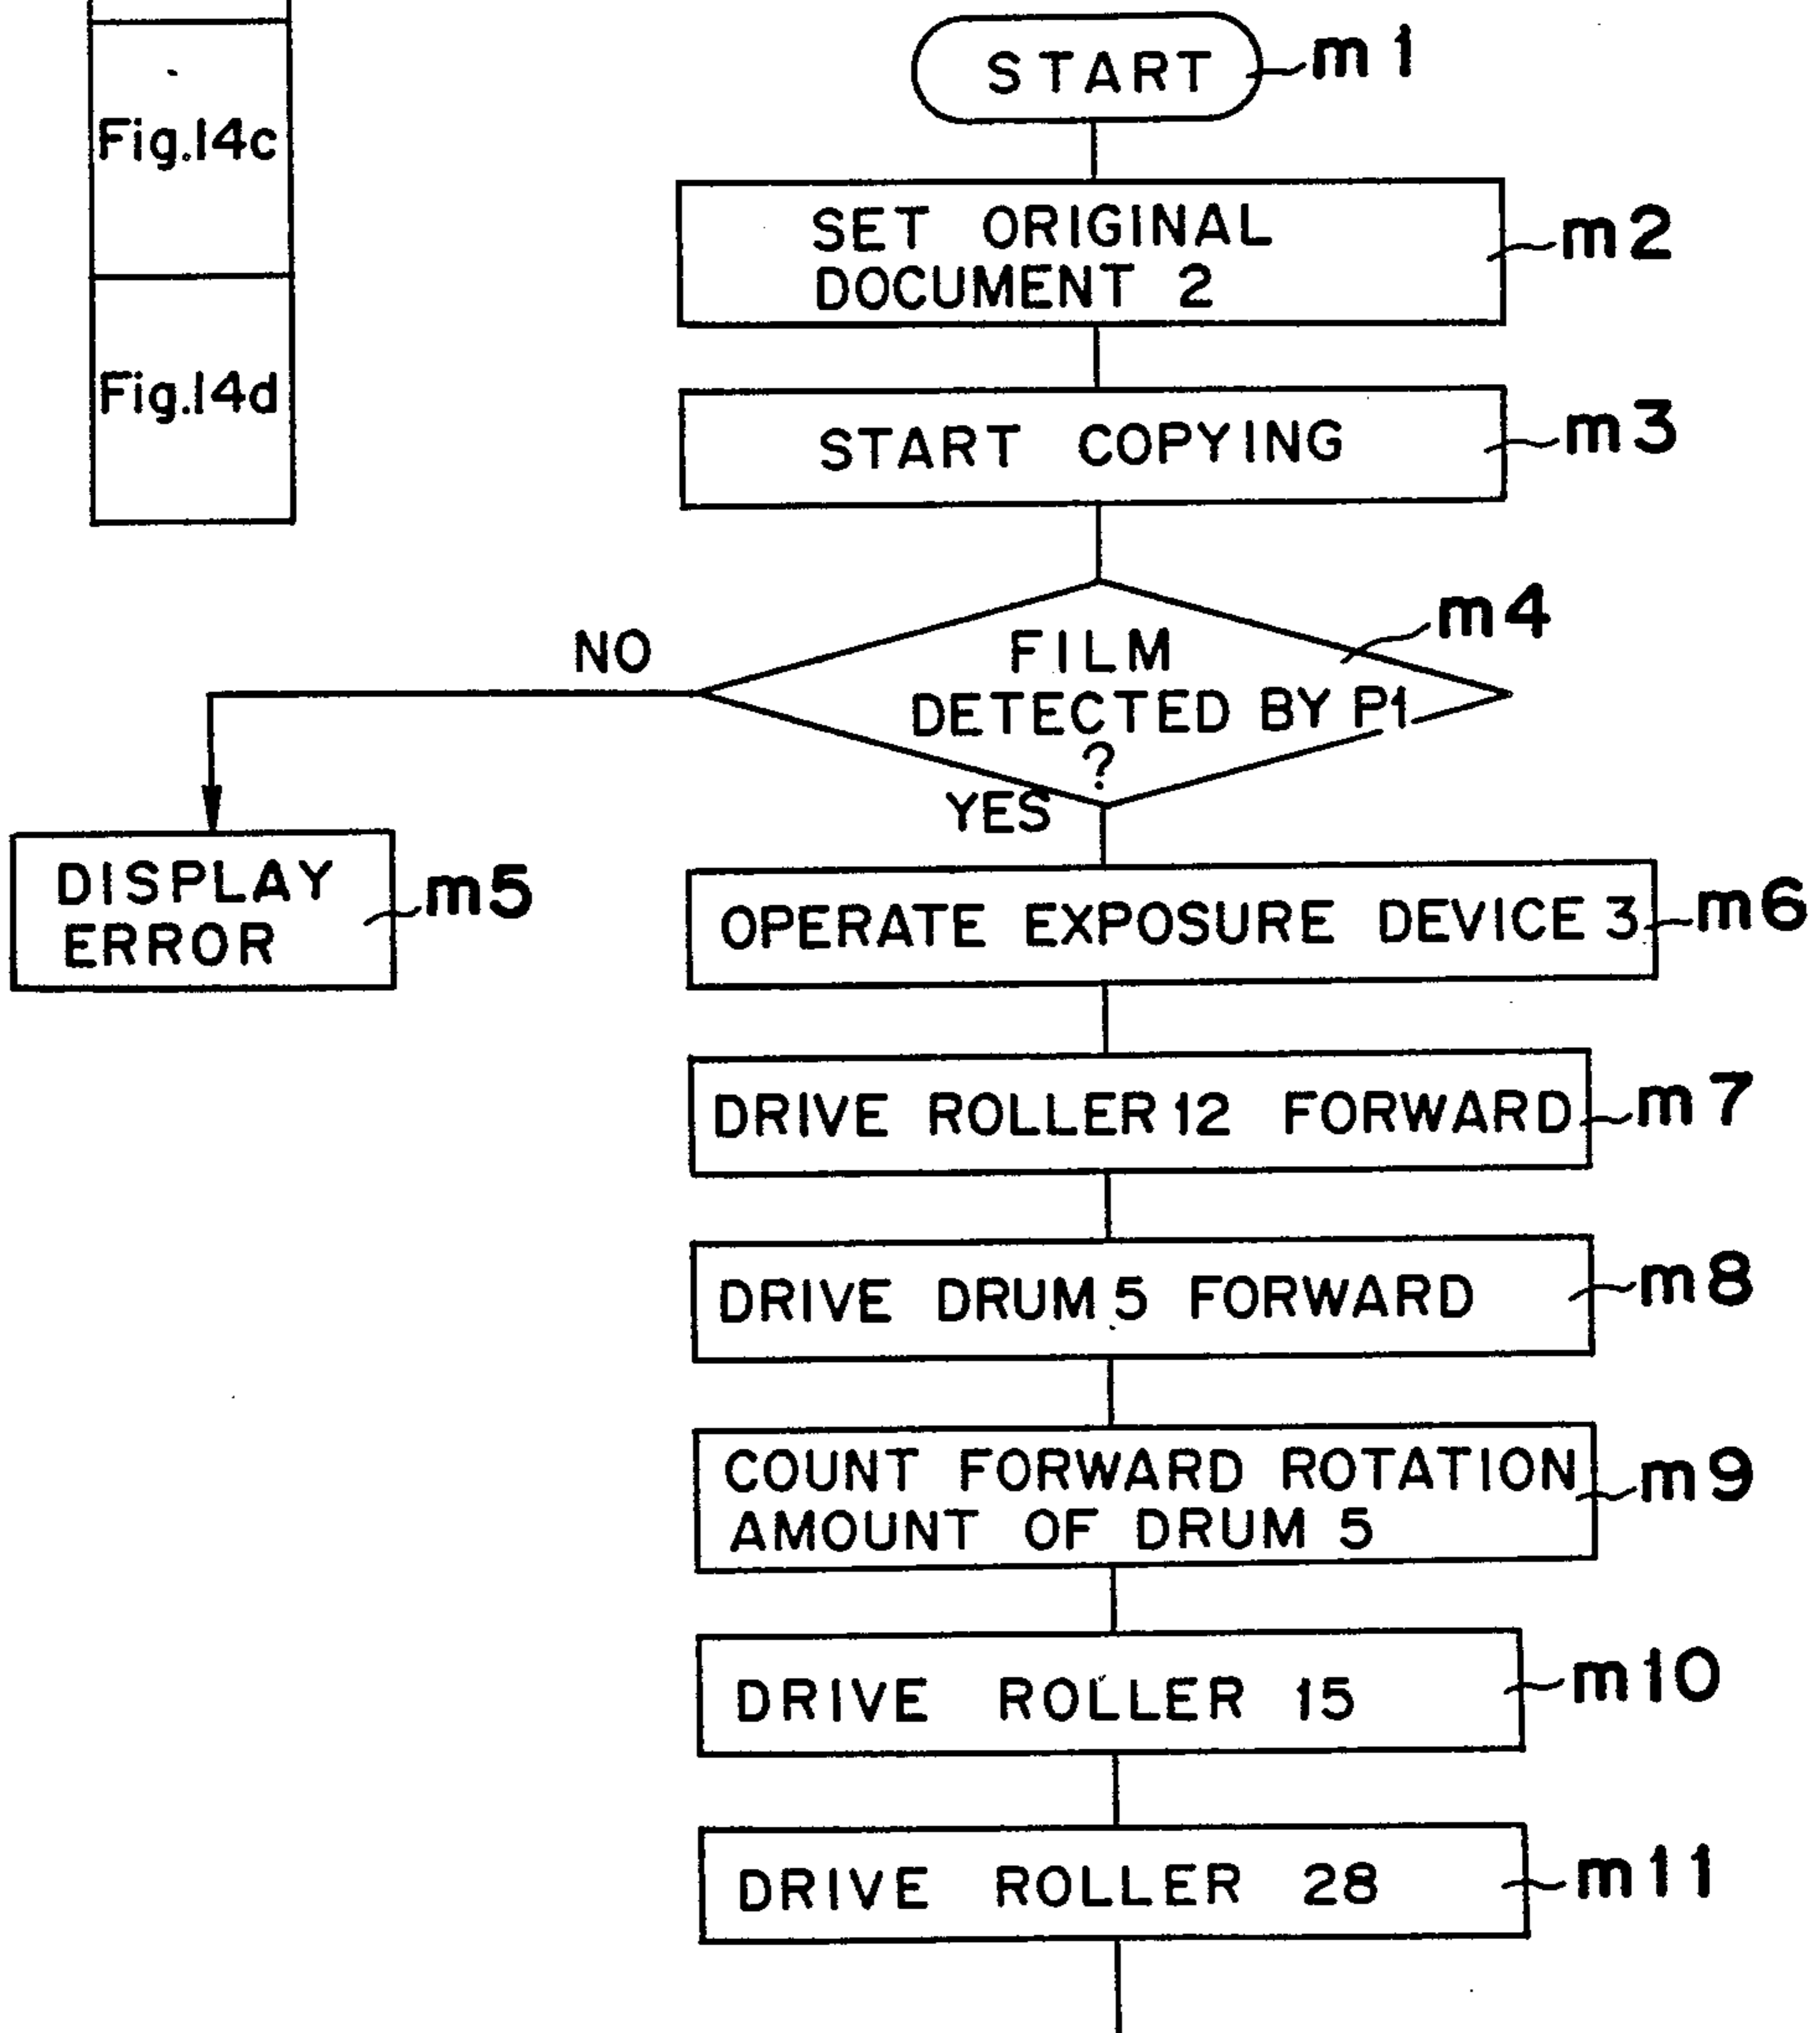 Fig.14c
Fig.14d
START
m1
SET ORIGINAL
DOCUMENT 2
m2
START COPYING
m3
FILM
DETECTED BY P1
?
m4
NO
YES
DISPLAY
ERROR
m5
OPERATE EXPOSURE DEVICE 3
m6
DRIVE ROLLER 12 FORWARD
m7
DRIVE DRUM 5 FORWARD
m8
COUNT FORWARD ROTATION
AMOUNT OF DRUM 5
m9
DRIVE ROLLER 15
m10
DRIVE ROLLER 28
m11